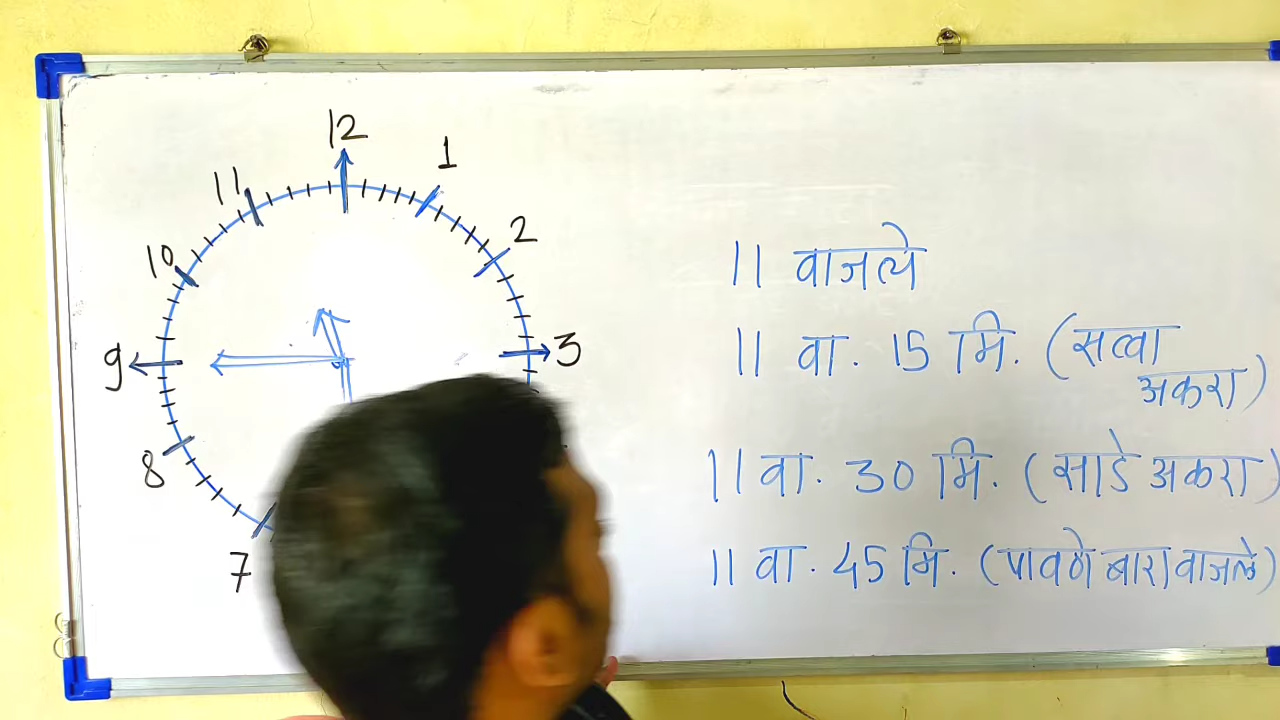 12
11
1
10
2
9
3
8
7
11 वाजले
11 वा. 15 मि. (सव्वा
अकरा)
11 वा. 30 मि. (साडे अकरा)
11 वा. 45 मि. (पावणे बारा वाजले)